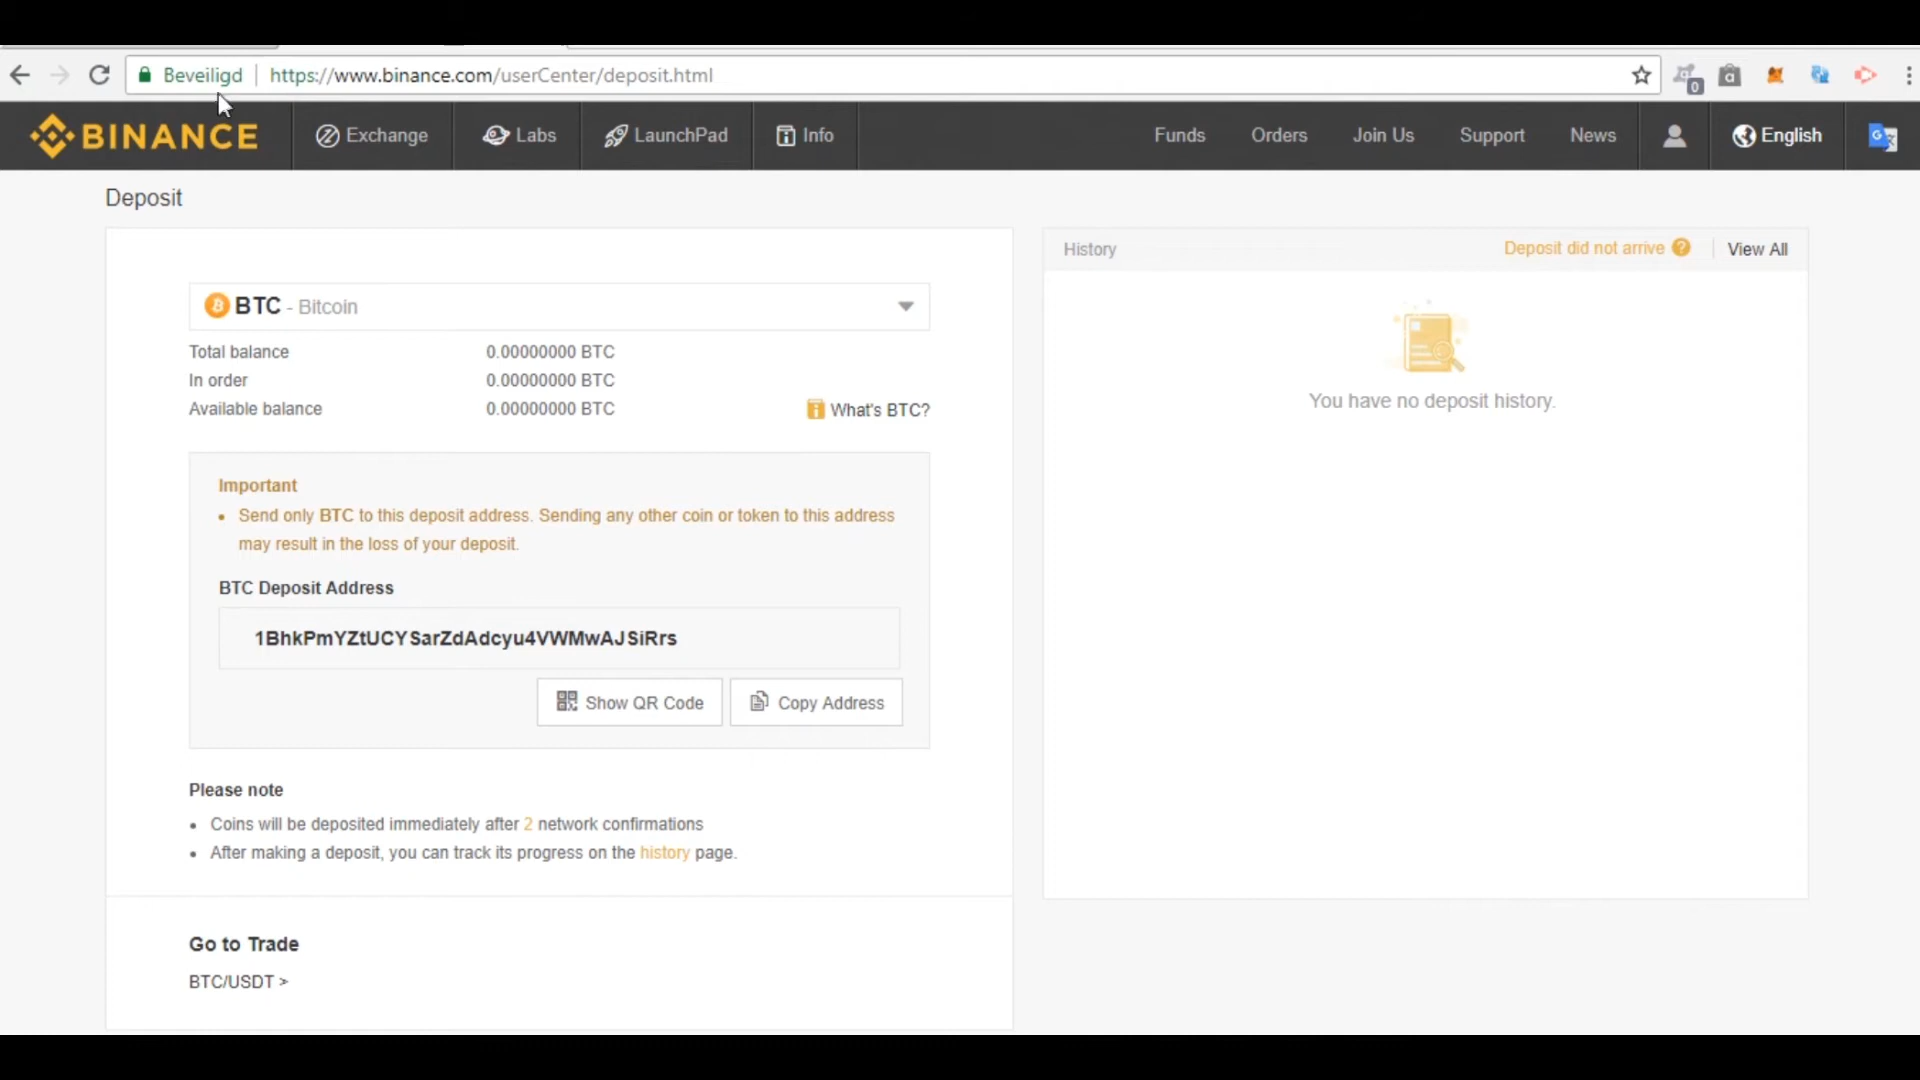 Beveiligd
https://www.binance.com/userCenter/deposit.html
0
a
BINANCE
Exchange
Labs
LaunchPad
Info
Funds
Orders
Join Us
Support
News
English
G
Deposit
BTC - Bitcoin
Total balance 0.00000000 BTC
In order 0.00000000 BTC
Available balance 0.00000000 BTC
What's BTC?
Important
• Send only BTC to this deposit address. Sending any other coin or token to this address
may result in the loss of your deposit.
BTC Deposit Address
1BhkPmYZtUCYSarZdAdcyu4VWMwAJSiRrs
Show QR Code
Copy Address
Please note
• Coins will be deposited immediately after 2 network confirmations
• After making a deposit, you can track its progress on the history page.
Go to Trade
BTC/USDT >
History
Deposit did not arrive ?
View All
You have no deposit history.